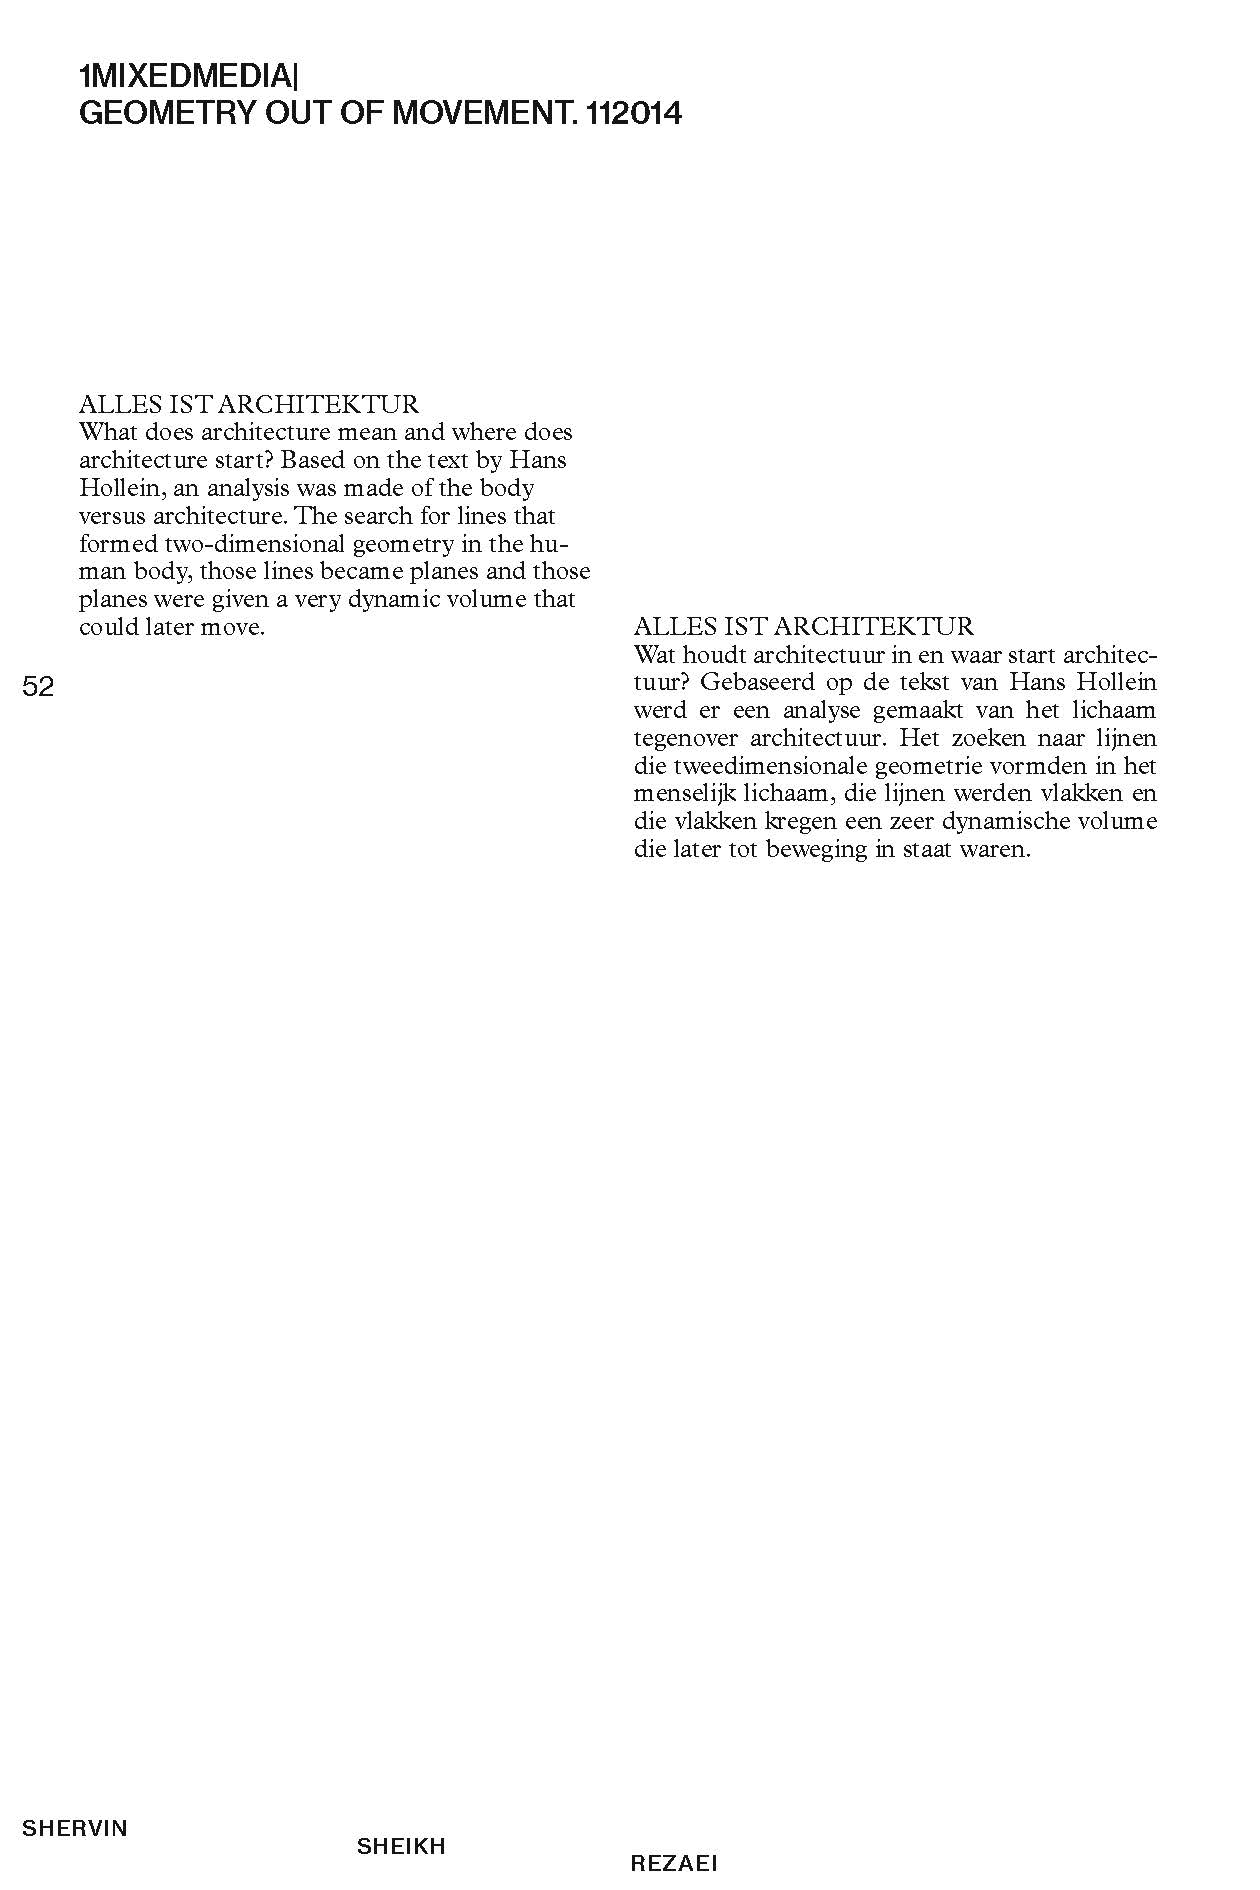 1MIXEDMEDIA|
GEOMETRY OUT OF MOVEMENT. 112014
ALLES IST ARCHITEKTUR
What does architecture mean and where does
architecture start? Based on the text by Hans
Hollein, an analysis was made of the body
versus architecture. The search for lines that
formed two-dimensional geometry in the hu-
man body, those lines became planes and those
planes were given a very dynamic volume that
could later move.
52
ALLES IST ARCHITEKTUR
Wat houdt architectuur in en waar start architec-
tuur? Gebaseerd op de tekst van Hans Hollein
werd er een analyse gemaakt van het lichaam
tegenover architectuur. Het zoeken naar lijnen
die tweedimensionale geometrie vormden in het
menselijk lichaam, die lijnen werden vlakken en
die vlakken kregen een zeer dynamische volume
die later tot beweging in staat waren.
SHERVIN
SHEIKH
REZAEI